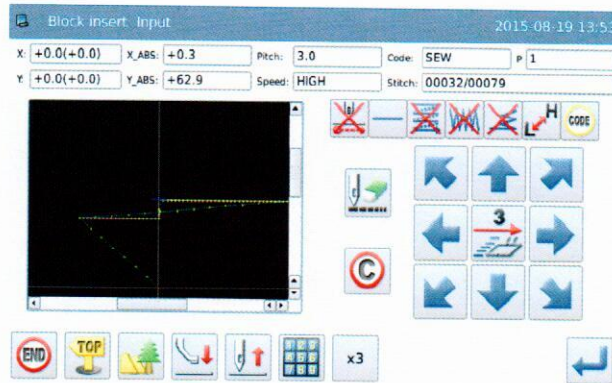 Block insert Input 2015-08-19 13:53
X: +0.0(+0.0) X_ABS: +0.3 Pitch: 3.0 Code: SEW P 1
Y: +0.0(+0.0) Y_ABS: +62.9 Speed: HIGH Stitch: 00032/00079
L H CODE
3
C
END TOP x3